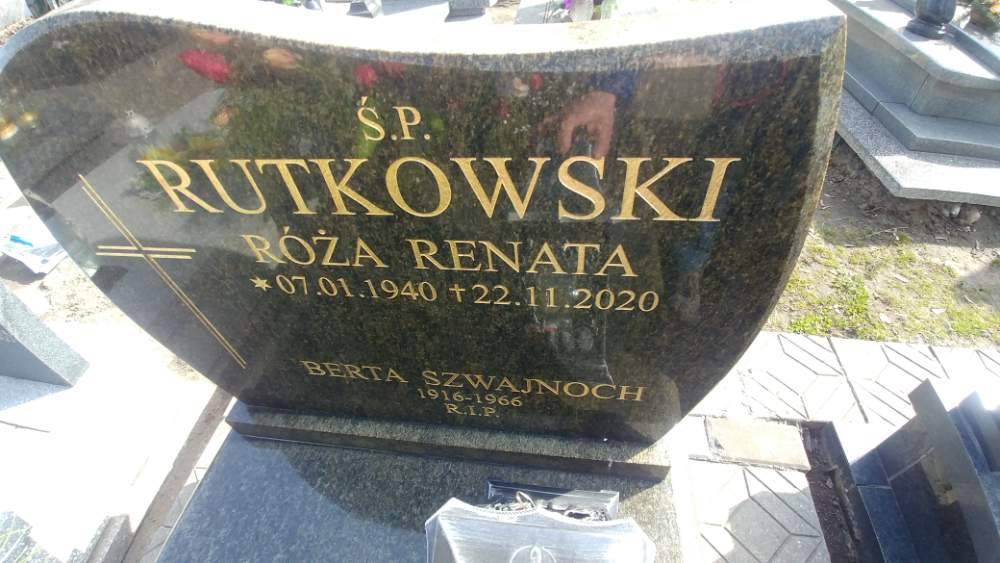 Ś.P.
RUTKOWSKI
RÓŻA RENATA
*07.01.1940 †22.11.2020
BERTA SZWAJNOCH
1916-1966
R.I.P.